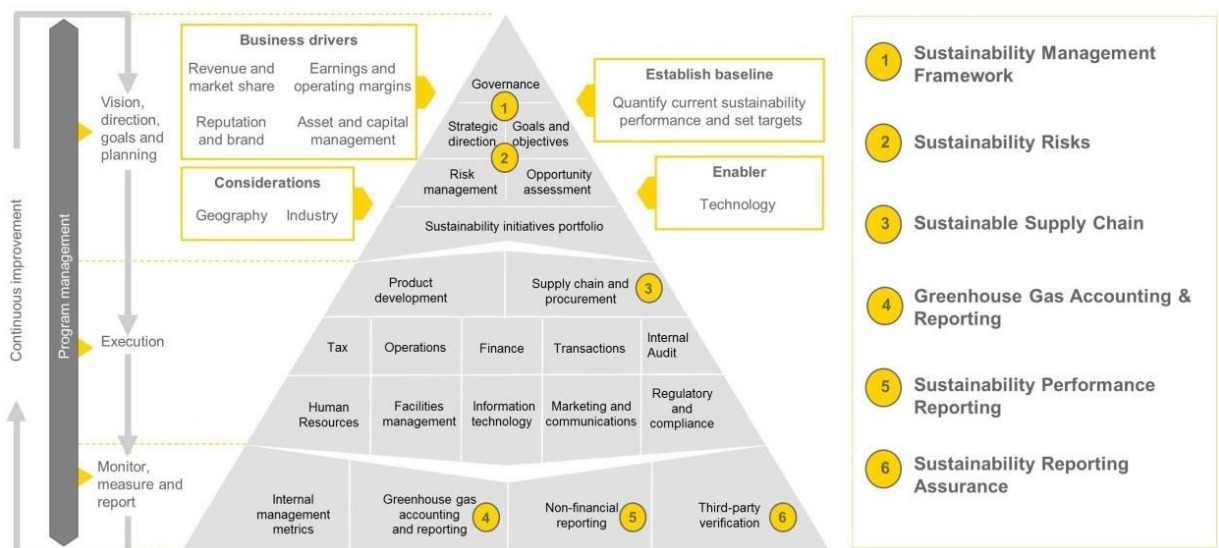 Continuous improvement
Program management
Vision,
direction,
goals and
planning
Execution
Monitor,
measure and
report
Business drivers
Revenue and
market share
Earnings and
operating margins
Reputation
and brand
Asset and capital
management
Considerations
Geography
Industry
Establish baseline
Quantify current sustainability
performance and set targets
Enabler
Technology
Governance
1
Strategic
direction
Goals and
objectives
2
Risk
management
Opportunity
assessment
Sustainability initiatives portfolio
Product
development
Supply chain and
procurement
3
Tax
Operations
Finance
Transactions
Internal
Audit
Human
Resources
Facilities
management
Information
technology
Marketing and
communications
Regulatory
and
compliance
Internal
management
metrics
Greenhouse gas
accounting
and reporting
4
Non-financial
reporting
5
Third-party
verification
6
1
Sustainability Management
Framework
2
Sustainability Risks
3
Sustainable Supply Chain
4
Greenhouse Gas Accounting &
Reporting
5
Sustainability Performance
Reporting
6
Sustainability Reporting
Assurance